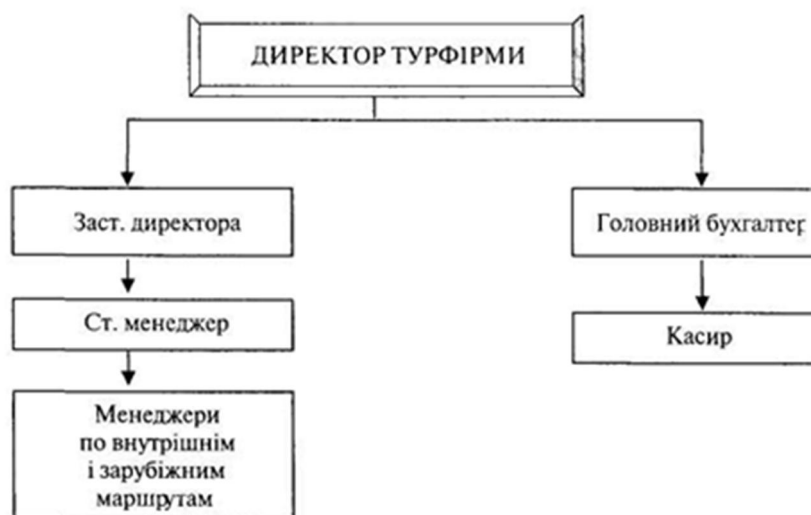 ДИРЕКТОР ТУРФІРМИ
Заст. директора
Головний бухгалтер
Ст. менеджер
Касир
Менеджери
по внутрішнім
і зарубіжним
маршрутам